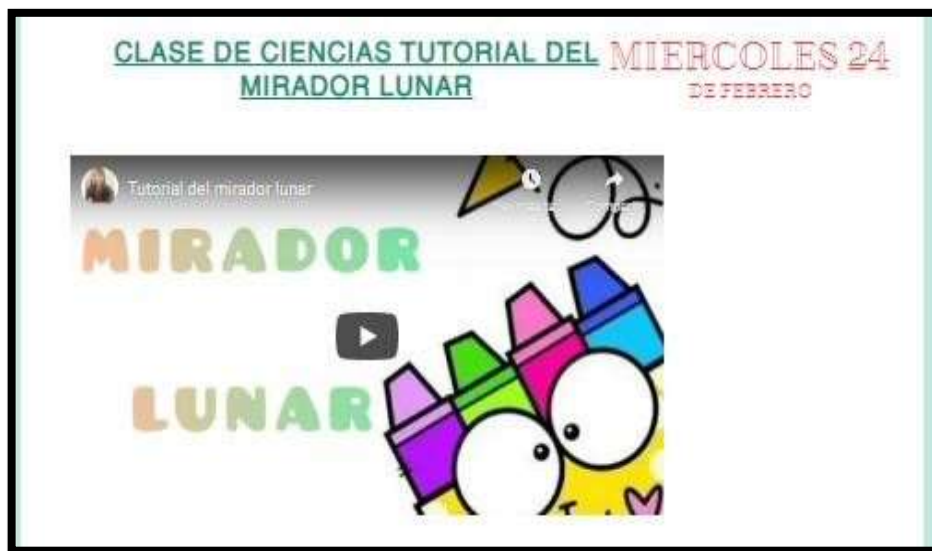 CLASE DE CIENCIAS TUTORIAL DEL
MIRADOR LUNAR
MIERCOLES 24
DE FEBRERO
Tutorial del mirador lunar
MIRADOR
LUNAR